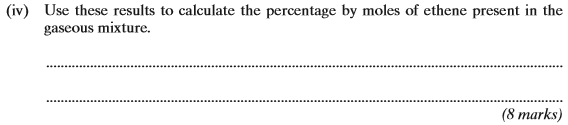 (iv) Use these results to calculate the percentage by moles of ethene present in the
gaseous mixture.
(8 marks)